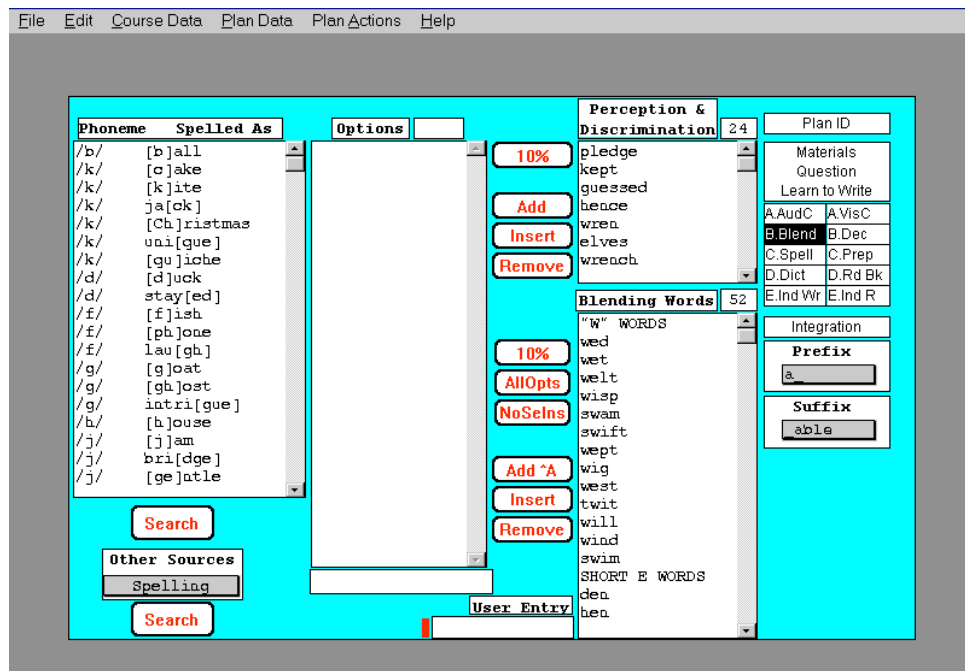 File Edit Course Data Plan Data Plan Actions Help
Phoneme Spelled As
/b/ [b]all
/k/ [c]ake
/k/ [k]ite
/k/ ja[ck]
/k/ [Ch]ristmas
/k/ uni[que]
/k/ [qu]iche
/d/ [d]uck
/d/ stay[ed]
/f/ [f]ish
/f/ [ph]one
/f/ lau[gh]
/g/ [g]oat
/g/ [gh]ost
/g/ intri[gue]
/h/ [h]ouse
/j/ [j]am
/j/ bri[dge]
/j/ [ge]ntle
Search
Other Sources
Spelling
Search
Options
10%
Add
Insert
Remove
10%
AllOpts
NoSelns
Add ^A
Insert
Remove
User Entry
Perception &
Discrimination 24
pledge
kept
guessed
hence
wren
elves
wrench
Blending Words 52
"W" WORDS
wed
wet
welt
wisp
swam
swift
wept
wig
west
twit
will
wind
swim
SHORT E WORDS
den
hen
Plan ID
Materials
Question
Learn to Write
A.AudC A.VisC
B.Blend B.Dec
C.Spell C.Prep
D.Dict D.Rd Bk
E.Ind Wr E.Ind R
Integration
Prefix
a_
Suffix
_able